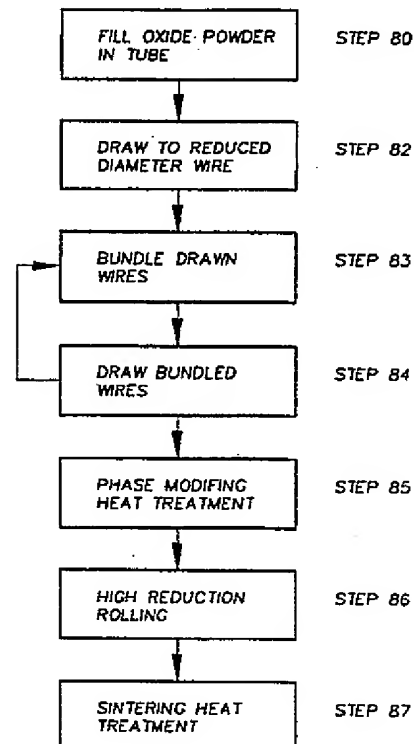 FILL OXIDE POWDER
IN TUBE
STEP 80
DRAW TO REDUCED
DIAMETER WIRE
STEP 82
BUNDLE DRAWN
WIRES
STEP 83
DRAW BUNDLED
WIRES
STEP 84
PHASE MODIFING
HEAT TREATMENT
STEP 85
HIGH REDUCTION
ROLLING
STEP 86
SINTERING HEAT
TREATMENT
STEP 87